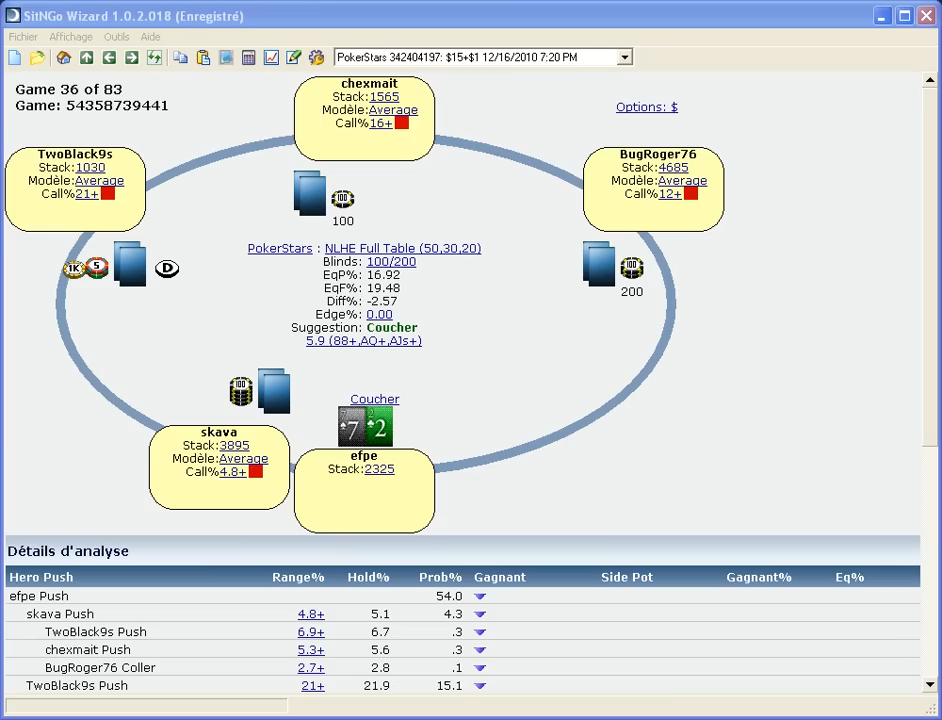 SitNGo Wizard 1.0.2.018 (Enregistré)
Fichier Affichage Outils Aide
PokerStars 342404197: $15+$1 12/16/2010 7:20 PM
Game 36 of 83
Game: 54358739441
Options: $
chexmait
Stack:1565
Modèle:Average
Call%16+
TwoBlack9s
Stack:1030
Modèle:Average
Call%21+
BugRoger76
Stack:4685
Modèle:Average
Call%12+
100
100
1K 5 D
100
200
PokerStars : NLHE Full Table (50,30,20)
Blinds: 100/200
EqP%: 16.92
EqF%: 19.48
Diff%: -2.57
Edge%: 0.00
Suggestion: Coucher
5.9 (88+,AQ+,AJs+)
100
Coucher
7 7 2 2
skava
Stack:3895
Modèle:Average
Call%4.8+
efpe
Stack:2325
Détails d'analyse
Hero Push Range% Hold% Prob% Gagnant Side Pot Gagnant% Eq%
efpe Push 54.0
skava Push 4.8+ 5.1 4.3
TwoBlack9s Push 6.9+ 6.7 .3
chexmait Push 5.3+ 5.6 .3
BugRoger76 Coller 2.7+ 2.8 .1
TwoBlack9s Push 21+ 21.9 15.1